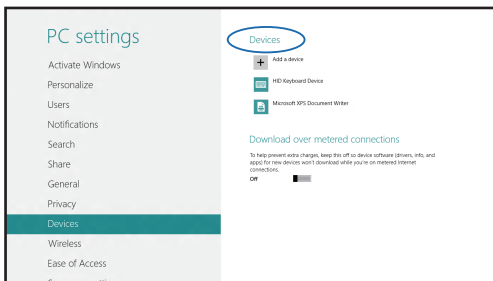 PC settings
Activate Windows
Personalize
Users
Notifications
Search
Share
General
Privacy
Devices
Wireless
Ease of Access
Devices
Add a device
HID Keyboard Device
Microsoft XPS Document Writer
Download over metered connections
To help prevent extra charges, keep this off so device software (drivers, info, and
apps) for new devices won't download while you're on metered Internet
connections.
Off